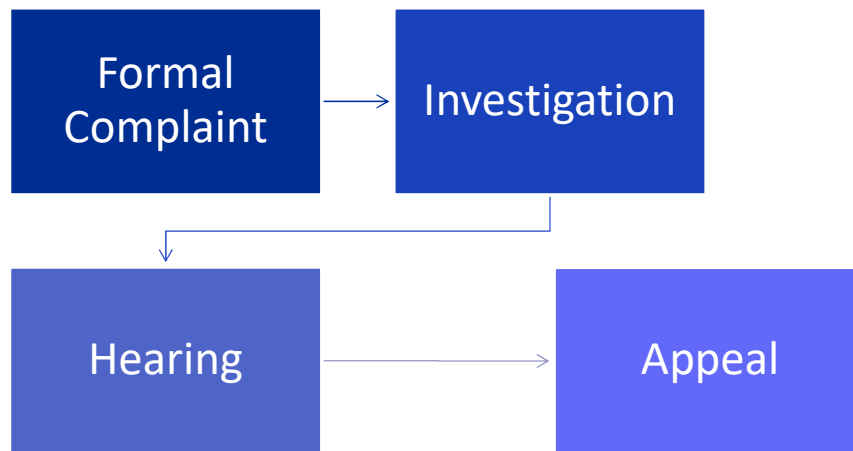 Formal
Complaint
Investigation
Hearing
Appeal